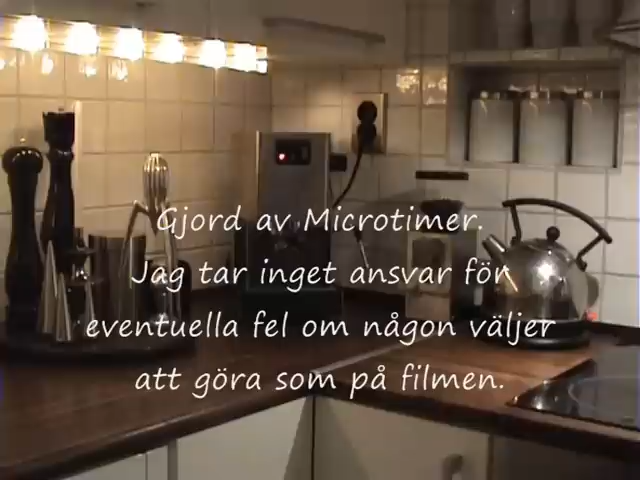 Gjord av Microtimer.
Jag tar inget ansvar för
eventuella fel om någon väljer
att göra som på filmen.